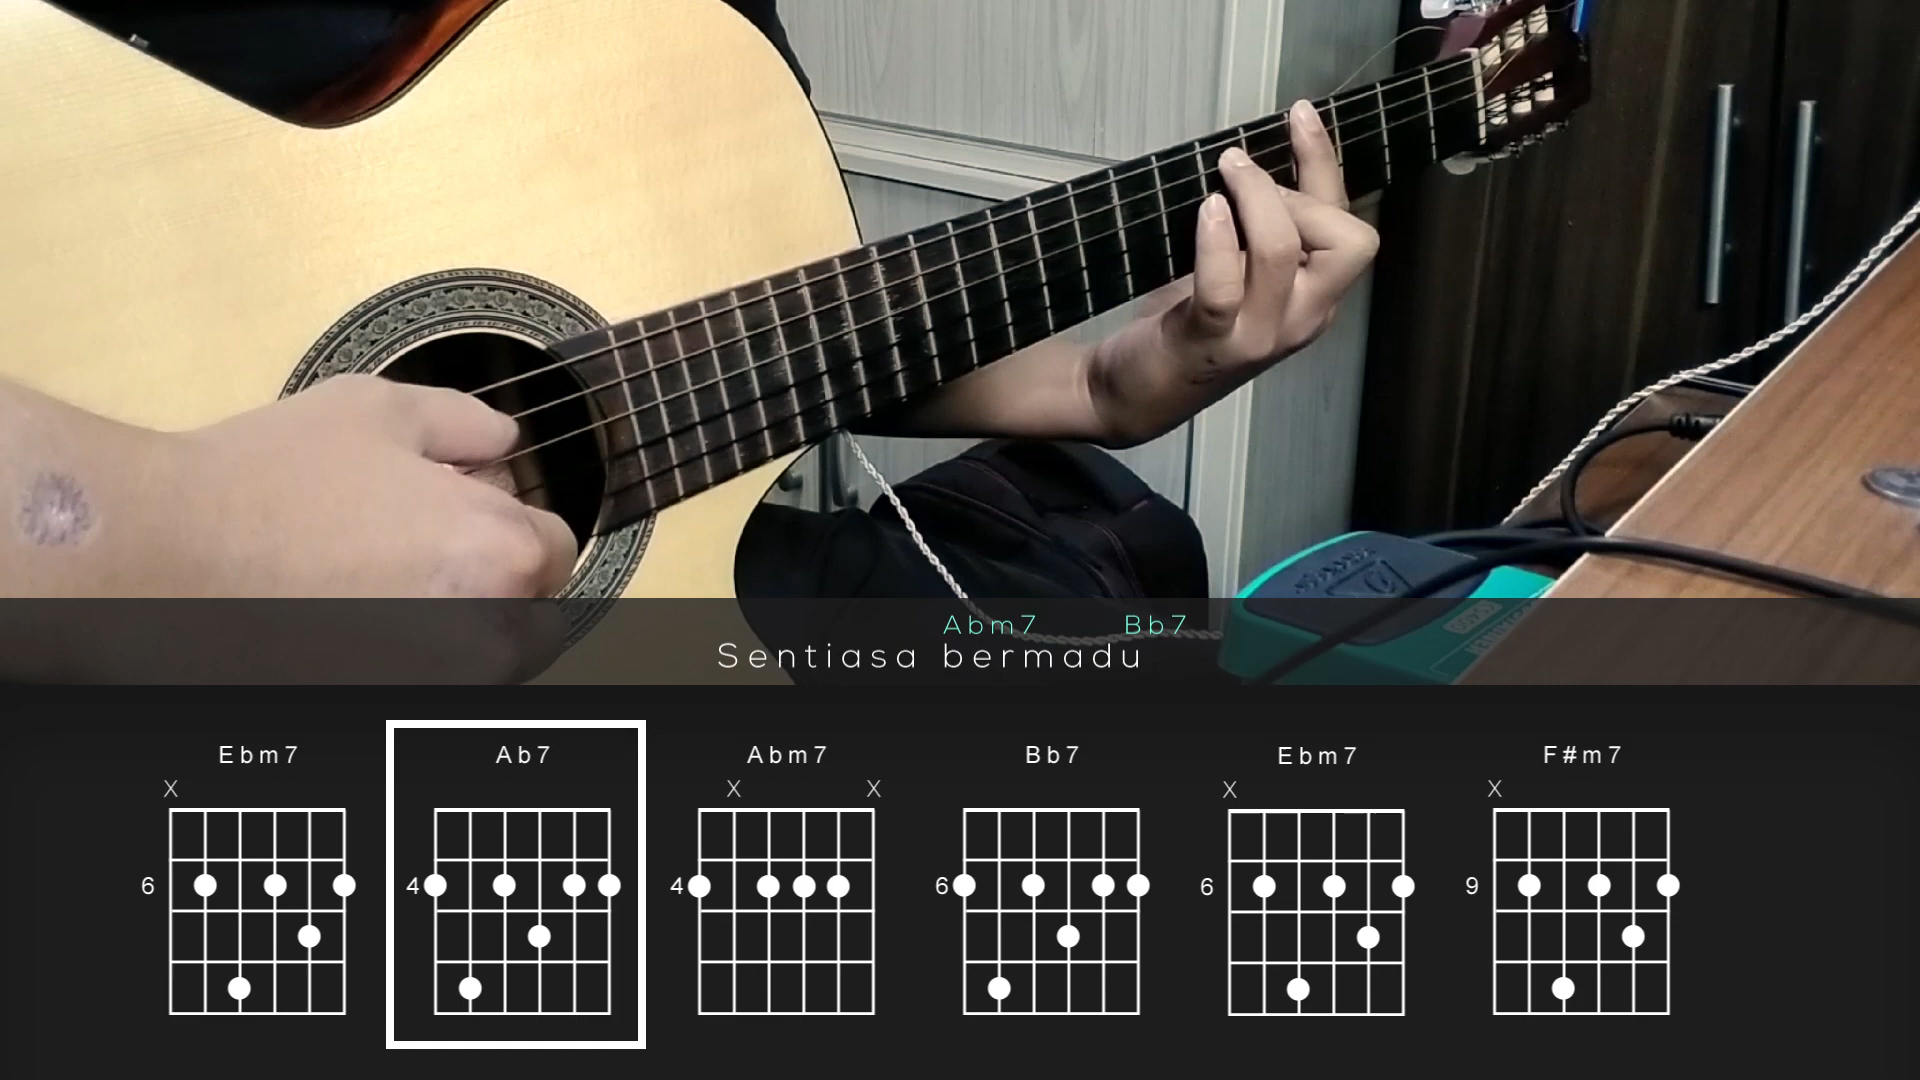 Abm7 Bb7
Sentiasa bermadu
Ebm7 Ab7 Abm7 Bb7 Ebm7 F#m7
X X X X X
6 4 4 6 6 9